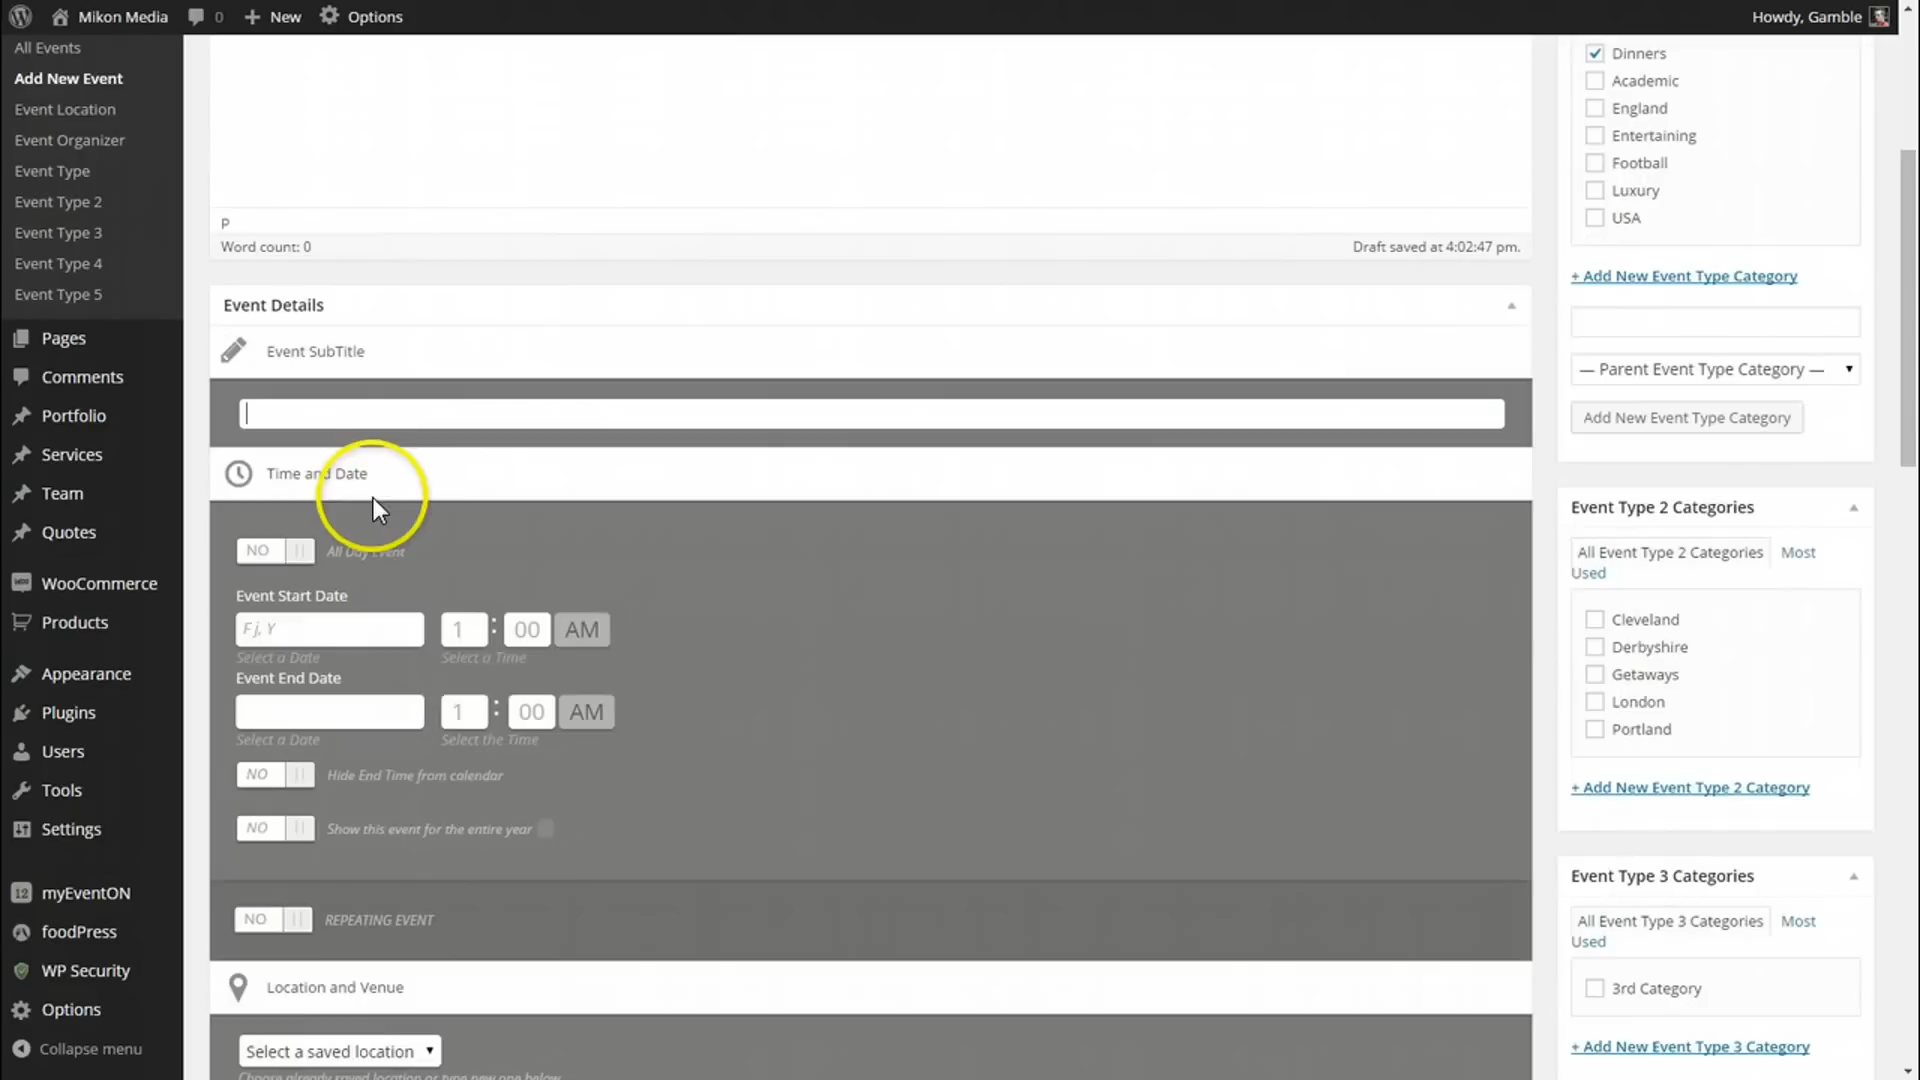 Mikon Media 0 New Options Howdy, Gamble
All Events
Add New Event
Event Location
Event Organizer
Event Type
Event Type 2
Event Type 3
Event Type 4
Event Type 5
Pages
Comments
Portfolio
Services
Team
Quotes
WooCommerce
Products
Appearance
Plugins
Users
Tools
Settings
12 myEventON
foodPress
WP Security
Options
Collapse menu
P
Word count: 0 Draft saved at 4:02:47 pm.
Event Details
Event SubTitle
Time and Date
NO All Day Event
Event Start Date
F j, Y 1 : 00 AM
Select a Date Select a Time
Event End Date
1 : 00 AM
Select a Date Select the Time
NO Hide End Time from calendar
NO Show this event for the entire year
NO REPEATING EVENT
Location and Venue
Select a saved location
Choose already saved location or type new one below
Dinners
Academic
England
Entertaining
Football
Luxury
USA
+ Add New Event Type Category
— Parent Event Type Category —
Add New Event Type Category
Event Type 2 Categories
All Event Type 2 Categories Most
Used
Cleveland
Derbyshire
Getaways
London
Portland
+ Add New Event Type 2 Category
Event Type 3 Categories
All Event Type 3 Categories Most
Used
3rd Category
+ Add New Event Type 3 Category